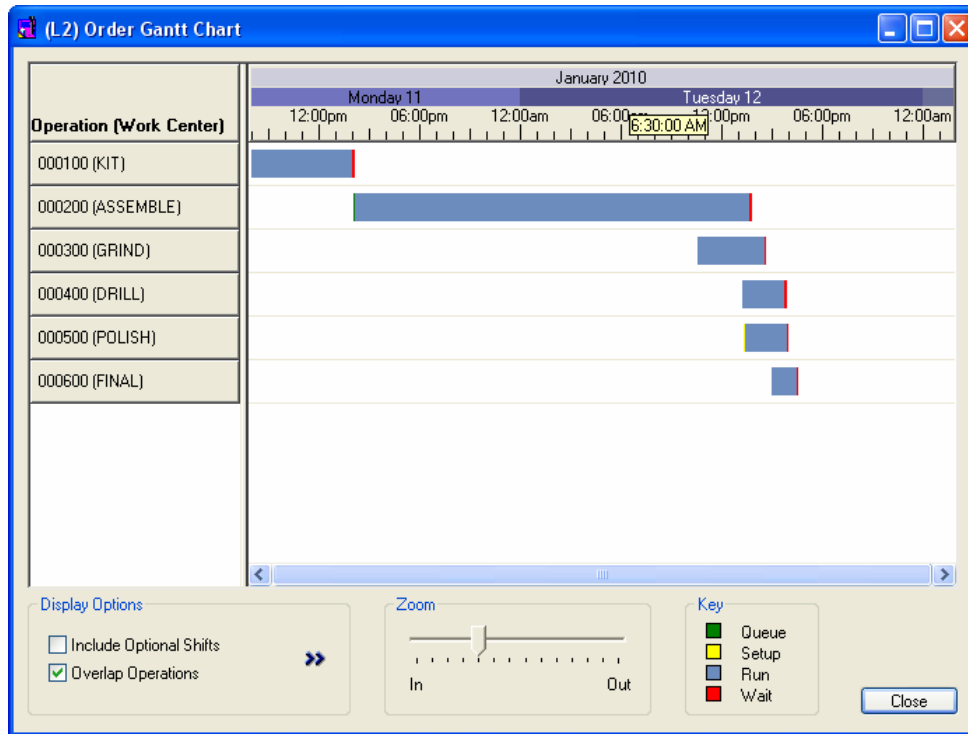 (L2) Order Gantt Chart
January 2010
Monday 11 Tuesday 12
Operation (Work Center)
12:00pm 06:00pm 12:00am 06:00 :00pm 06:00pm 12:00am
6:30:00 AM
000100 (KIT)
000200 (ASSEMBLE)
000300 (GRIND)
000400 (DRILL)
000500 (POLISH)
000600 (FINAL)
Display Options
Include Optional Shifts
Overlap Operations
Zoom
In Out
Key
Queue
Setup
Run
Wait
Close